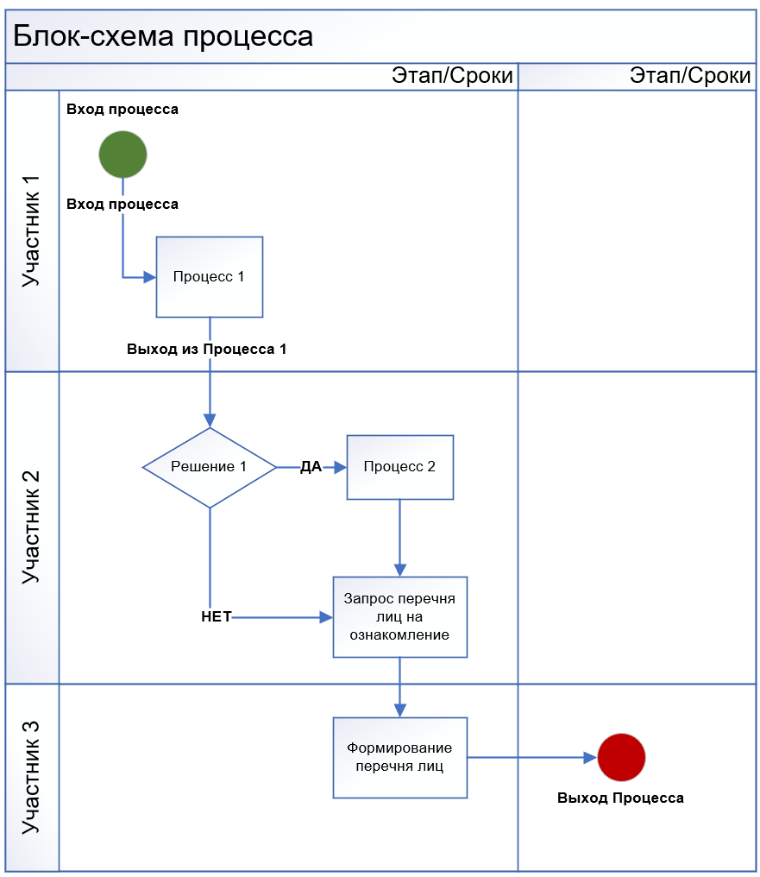 Блок-схема процесса
Этап/Сроки
Этап/Сроки
Участник 1
Вход процесса
Вход процесса
Процесс 1
Выход из Процесса 1
Участник 2
Решение 1
ДА
Процесс 2
НЕТ
Запрос перечня
лиц на
ознакомление
Участник 3
Формирование
перечня лиц
Выход Процесса